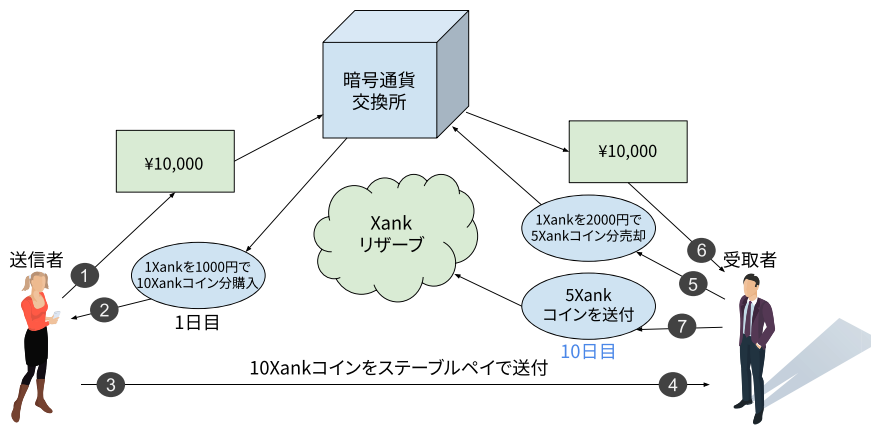 暗号通貨
交換所
¥10,000
¥10,000
Xank
リザーブ
1Xankを2000円で
5Xankコイン分売却
6
送信者
1
受取者
1Xankを1000円で
10Xankコイン分購入
5
2
5Xank
コインを送付
1日目
7
10日目
10Xankコインをステーブルペイで送付
3
4